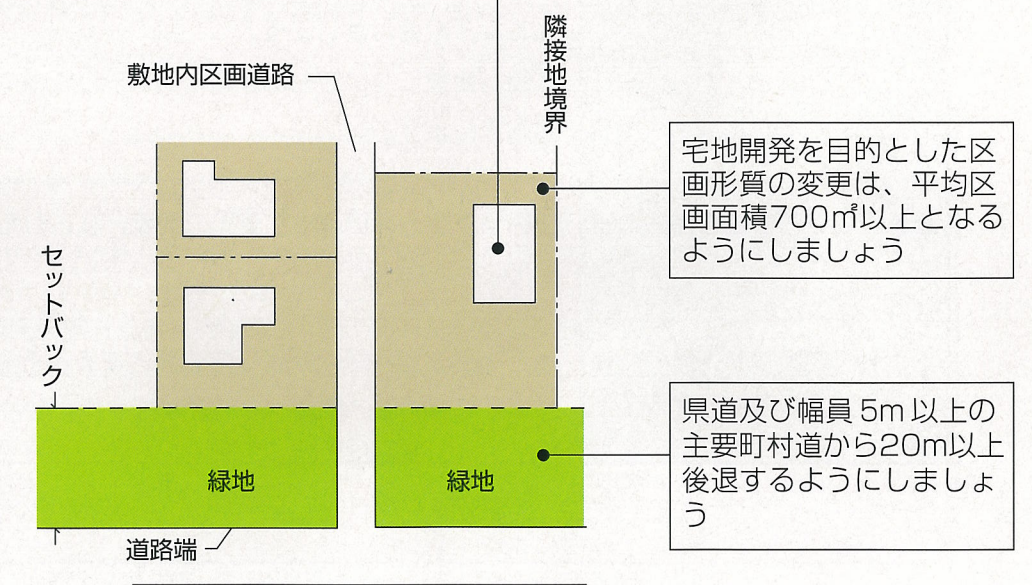 隣接地境界
敷地内区画道路
宅地開発を目的とした区
画形質の変更は、平均区
画面積700㎡以上となる
ようにしましょう
セットバック
県道及び幅員5m以上の
主要町村道から20m以上
後退するようにしましょ
う
緑地
緑地
道路端